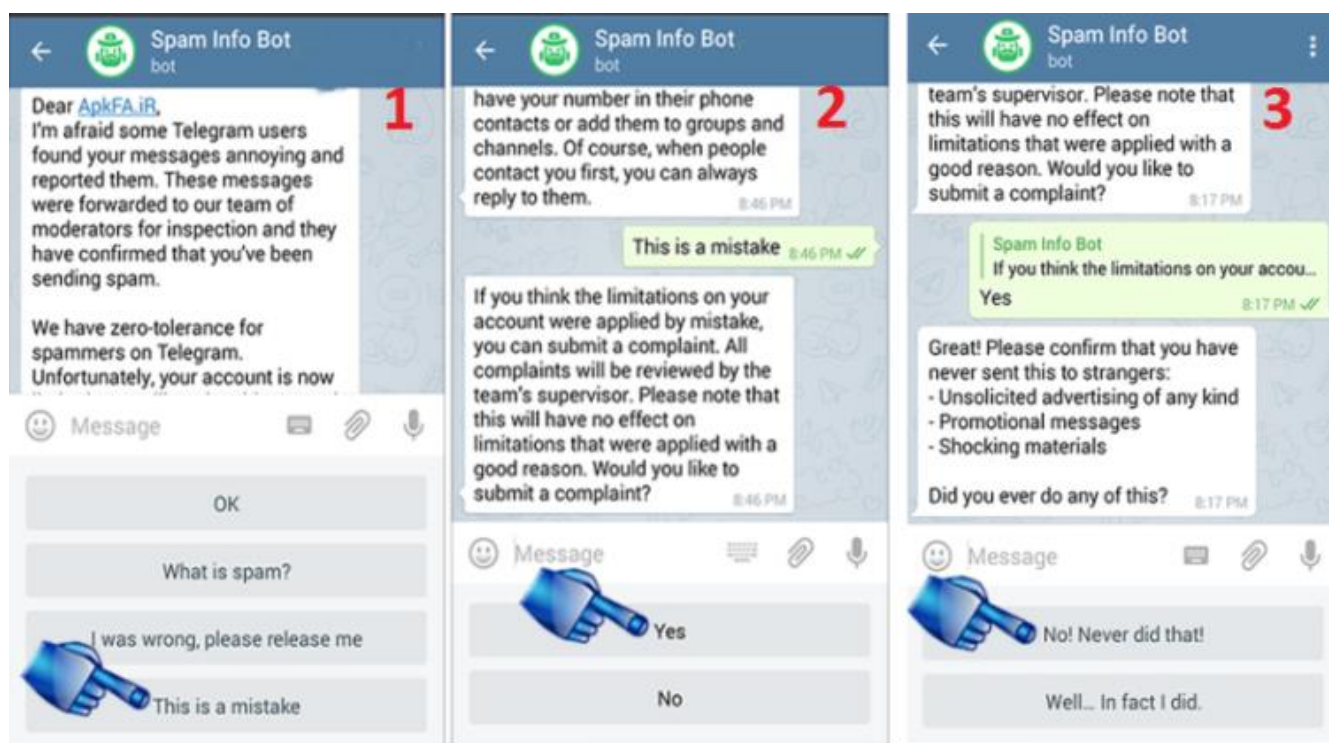 Spam Info Bot
bot
1
Dear ApkFA.iR,
I'm afraid some Telegram users
found your messages annoying and
reported them. These messages
were forwarded to our team of
moderators for inspection and they
have confirmed that you've been
sending spam.
We have zero-tolerance for
spammers on Telegram.
Unfortunately, your account is now
Message
OK
What is spam?
I was wrong, please release me
This is a mistake
Spam Info Bot
bot
2
have your number in their phone
contacts or add them to groups and
channels. Of course, when people
contact you first, you can always
reply to them.
8:46 PM
This is a mistake 8:46 PM
If you think the limitations on your
account were applied by mistake,
you can submit a complaint. All
complaints will be reviewed by the
team's supervisor. Please note that
this will have no effect on
limitations that were applied with a
good reason. Would you like to
submit a complaint?
8:46 PM
Message
Yes
No
Spam Info Bot
bot
3
team's supervisor. Please note that
this will have no effect on
limitations that were applied with a
good reason. Would you like to
submit a complaint?
8:17 PM
Spam Info Bot
If you think the limitations on your accou...
Yes
8:17 PM
Great! Please confirm that you have
never sent this to strangers:
- Unsolicited advertising of any kind
- Promotional messages
- Shocking materials
Did you ever do any of this?
8:17 PM
Message
No! Never did that!
Well... In fact I did.